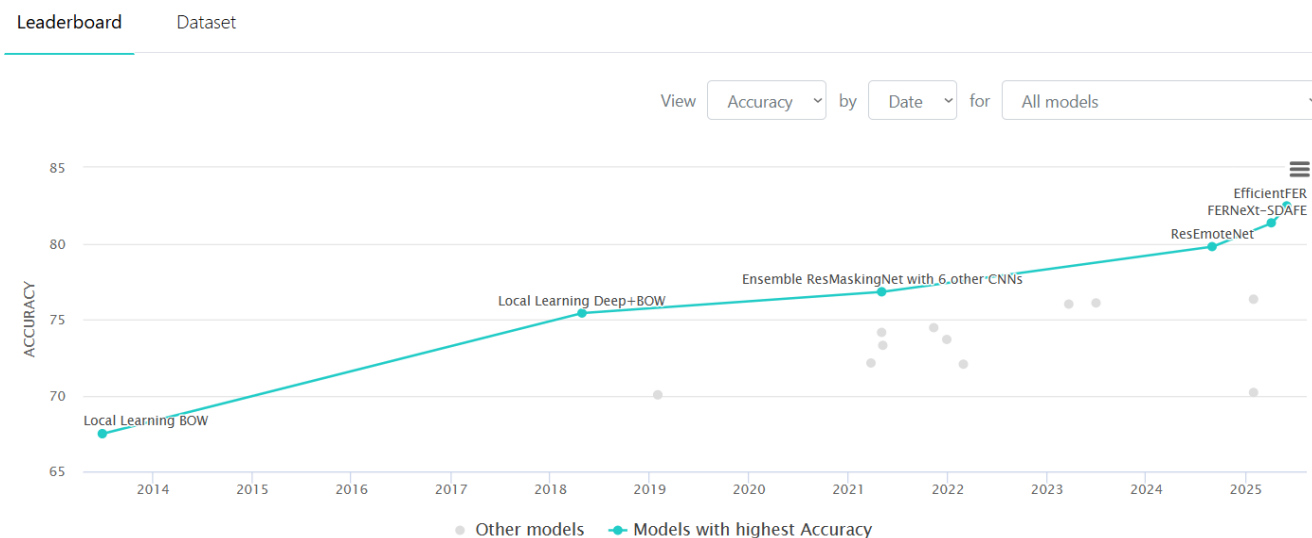 Leaderboard Dataset
View Accuracy by Date for All models
85
EfficientFER
FERNeXt-SDAFE
ResEmoteNet
80
Ensemble ResMaskingNet with 6 other CNNs
Local Learning Deep+BOW
75
ACCURACY
70
Local Learning BOW
65
2014 2015 2016 2017 2018 2019 2020 2021 2022 2023 2024 2025
Other models Models with highest Accuracy